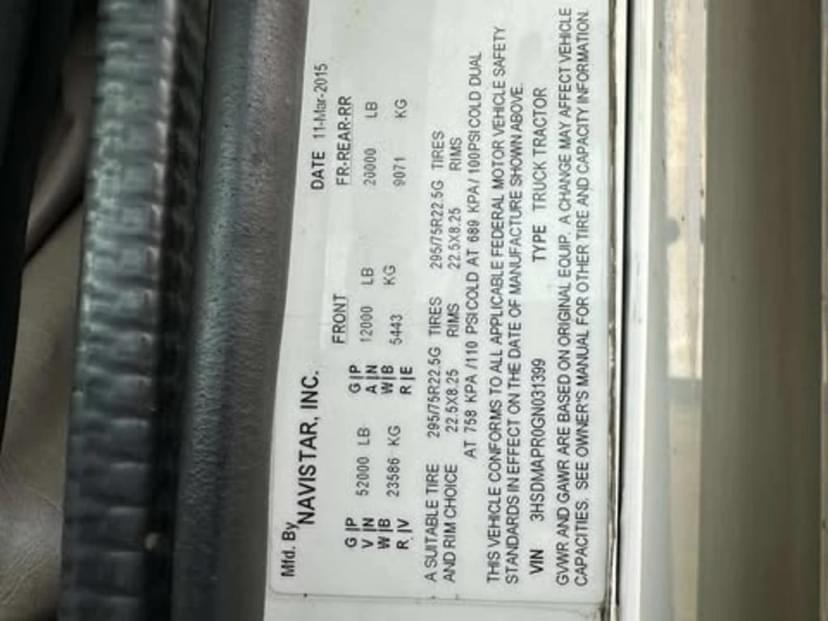 Mfd. By NAVISTAR, INC. DATE 11-Mar-2015
FRONT FR-REAR-RR
G|P G|P
V|N 52000 LB A|N 12000 LB 20000 LB
W|B W|B
R|V 23586 KG R|E 5443 KG 9071 KG
A SUITABLE TIRE 295/75R22.5G TIRES 295/75R22.5G TIRES
AND RIM CHOICE 22.5X8.25 RIMS 22.5X8.25 RIMS
AT 758 KPA /110 PSI COLD AT 689 KPA/ 100PSI COLD DUAL
THIS VEHICLE CONFORMS TO ALL APPLICABLE FEDERAL MOTOR VEHICLE SAFETY
STANDARDS IN EFFECT ON THE DATE OF MANUFACTURE SHOWN ABOVE.
VIN 3HSDMAPR0GN031399 TYPE TRUCK TRACTOR
GVWR AND GAWR ARE BASED ON ORIGINAL EQUIP. A CHANGE MAY AFFECT VEHICLE
CAPACITIES. SEE OWNER'S MANUAL FOR OTHER TIRE AND CAPACITY INFORMATION.